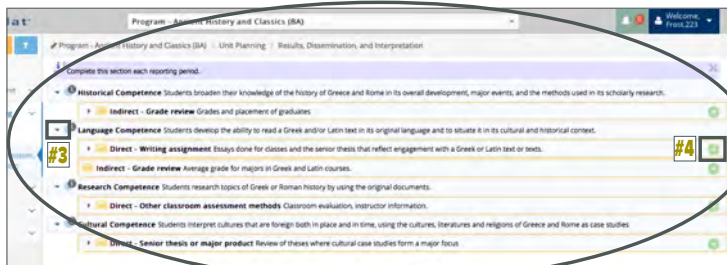 Program - Ancient History and Classics (BA)
Welcome,
Frost.223
Program - Ancient History and Classics (BA) Unit Planning Results, Dissemination, and Interpretation
Complete this section each reporting period.
Historical Competence Students broaden their knowledge of the history of Greece and Rome in its overall development, major events, and the methods used in its scholarly research.
Indirect - Grade review Grades and placement of graduates
Language Competence Students develop the ability to read a Greek and/or Latin text in its original language and to situate it in its cultural and historical context.
#3
Direct - Writing assignment Essays done for classes and the senior thesis that reflect engagement with a Greek or Latin text or texts.
#4
Indirect - Grade review Average grade for majors in Greek and Latin courses.
Research Competence Students research topics of Greek or Roman history by using the original documents.
Direct - Other classroom assessment methods Classroom evaluation, instructor information.
Cultural Competence Students interpret cultures that are foreign both in place and in time, using the cultures, literatures and religions of Greece and Rome as case studies
Direct - Senior thesis or major product Review of theses where cultural case studies form a major focus